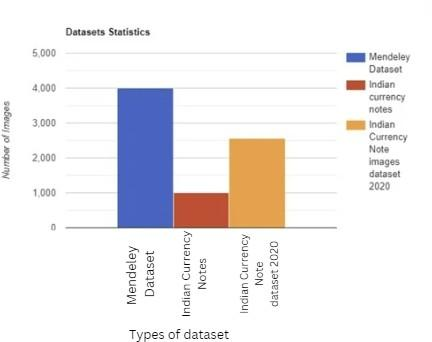 Datasets Statistics
5,000
4,000
3,000
2,000
1,000
0
Number of Images
Mendeley
Dataset
Indian
currency
notes
Indian
Currency
Note
images
dataset
2020
Mendeley
Dataset
Indian Currency
Notes
Indian Currency
Note
dataset 2020
Types of dataset